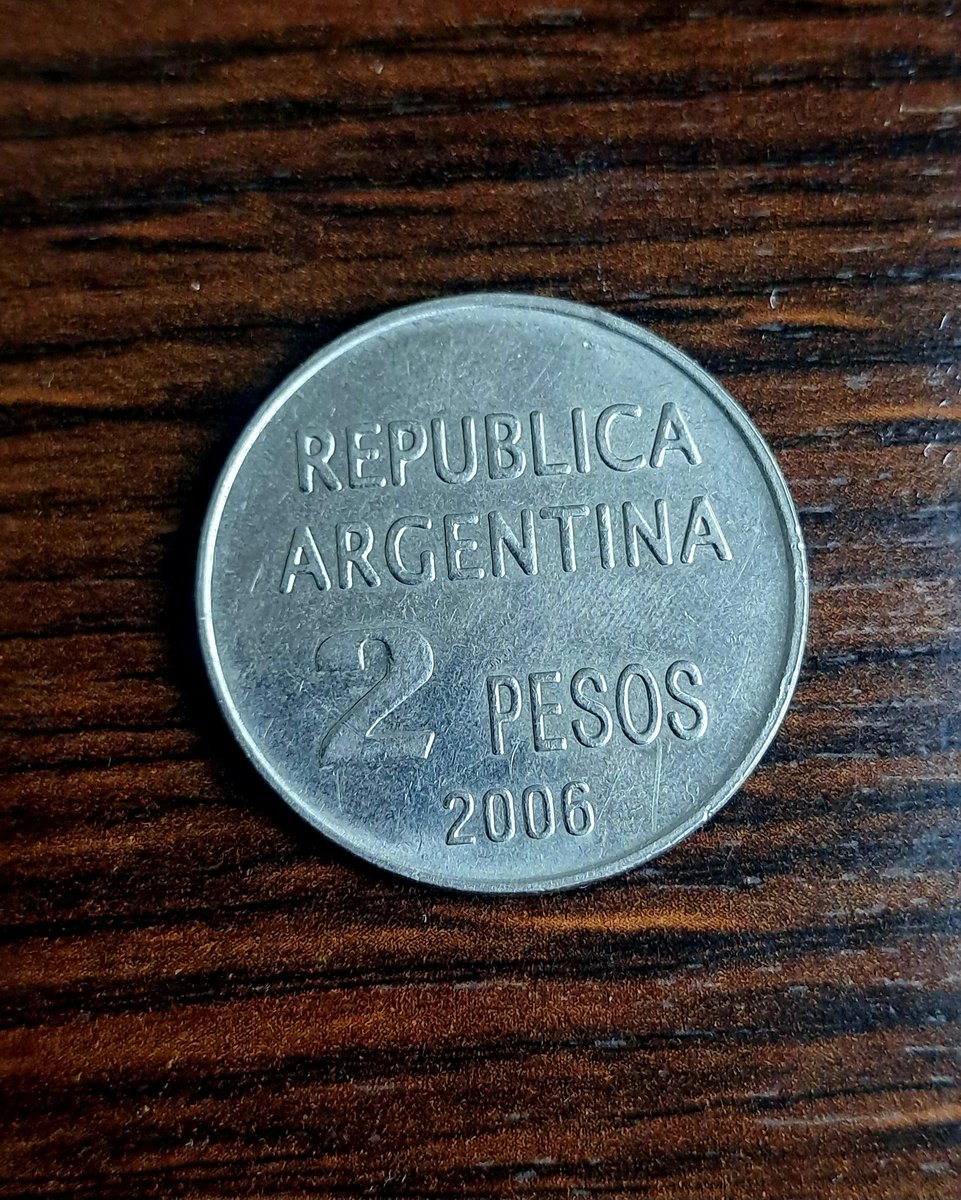 REPUBLICA
ARGENTINA
2 PESOS
2006